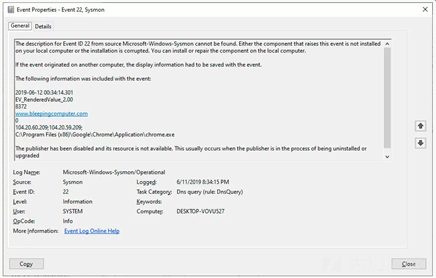 Event Properties - Event 22, Sysmon
General Details
The description for Event ID 22 from source Microsoft-Windows-Sysmon cannot be found. Either the component that raises this event is not installed
on your local computer or the installation is corrupted. You can install or repair the component on the local computer.
If the event originated on another computer, the display information had to be saved with the event.
The following information was included with the event:
2019-06-12 00:34:14.301
EV_RenderedValue_2.00
8372
www.bleepingcomputer.com
0
104.20.60.209;104.20.59.209;
C:\Program Files (x86)\Google\Chrome\Application\chrome.exe
The publisher has been disabled and its resource is not available. This usually occurs when the publisher is in the process of being uninstalled or
upgraded
Log Name: Microsoft-Windows-Sysmon/Operational
Source: Sysmon Logged: 6/11/2019 8:34:15 PM
Event ID: 22 Task Category: Dns query (rule: DnsQuery)
Level: Information Keywords:
User: SYSTEM Computer: DESKTOP-VOVU527
OpCode: Info
More Information: Event Log Online Help
Copy Close